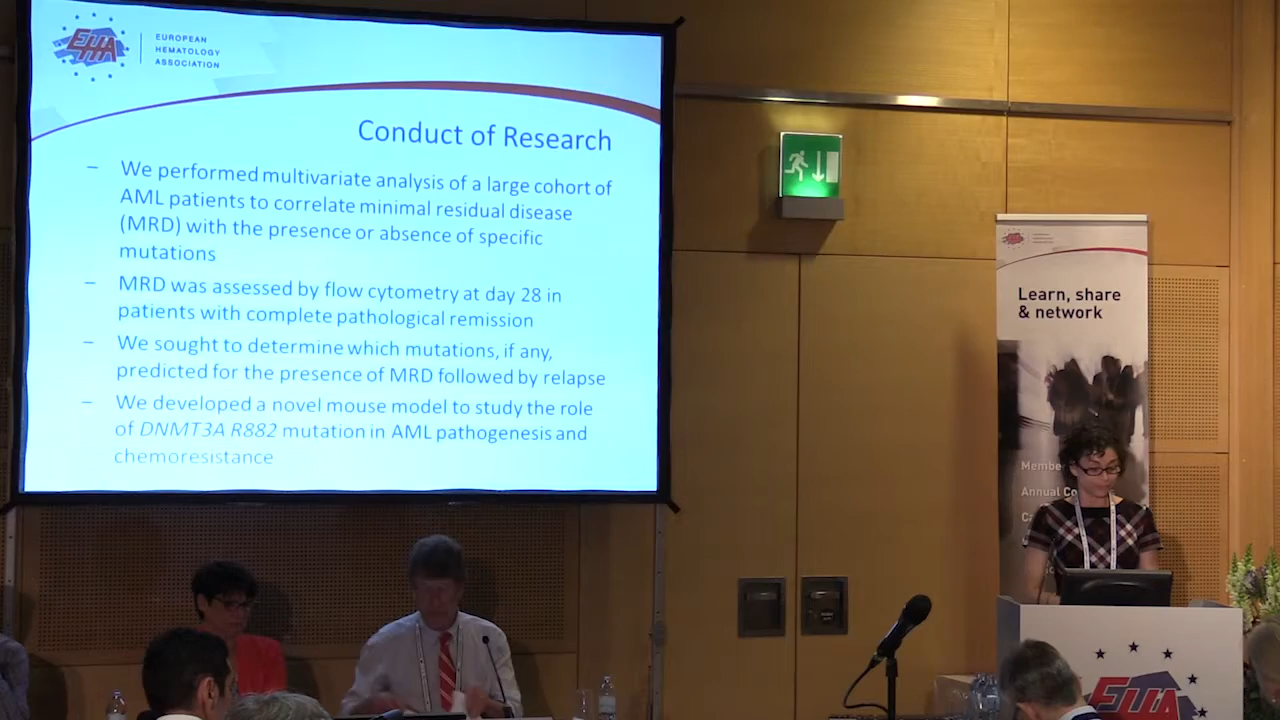 EHA
EUROPEAN
HEMATOLOGY
ASSOCIATION
Conduct of Research
– We performed multivariate analysis of a large cohort of
AML patients to correlate minimal residual disease
(MRD) with the presence or absence of specific
mutations
– MRD was assessed by flow cytometry at day 28 in
patients with complete pathological remission
– We sought to determine which mutations, if any,
predicted for the presence of MRD followed by relapse
– We developed a novel mouse model to study the role
of DNMT3A R882 mutation in AML pathogenesis and
chemoresistance
Learn, share
& network
Membe
Annual Co
EHA